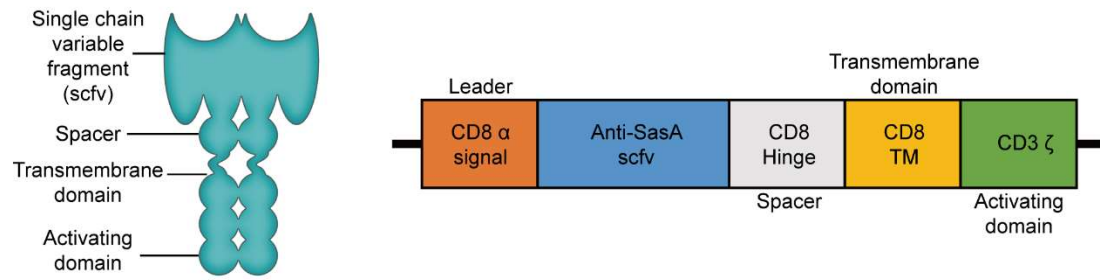 Single chain
variable
fragment
(scfv)
Spacer
Transmembrane
domain
Activating
domain
Leader
Transmembrane
domain
CD8 α
signal
Anti-SasA
scfv
CD8
Hinge
CD8
TM
CD3 ζ
Spacer
Activating
domain